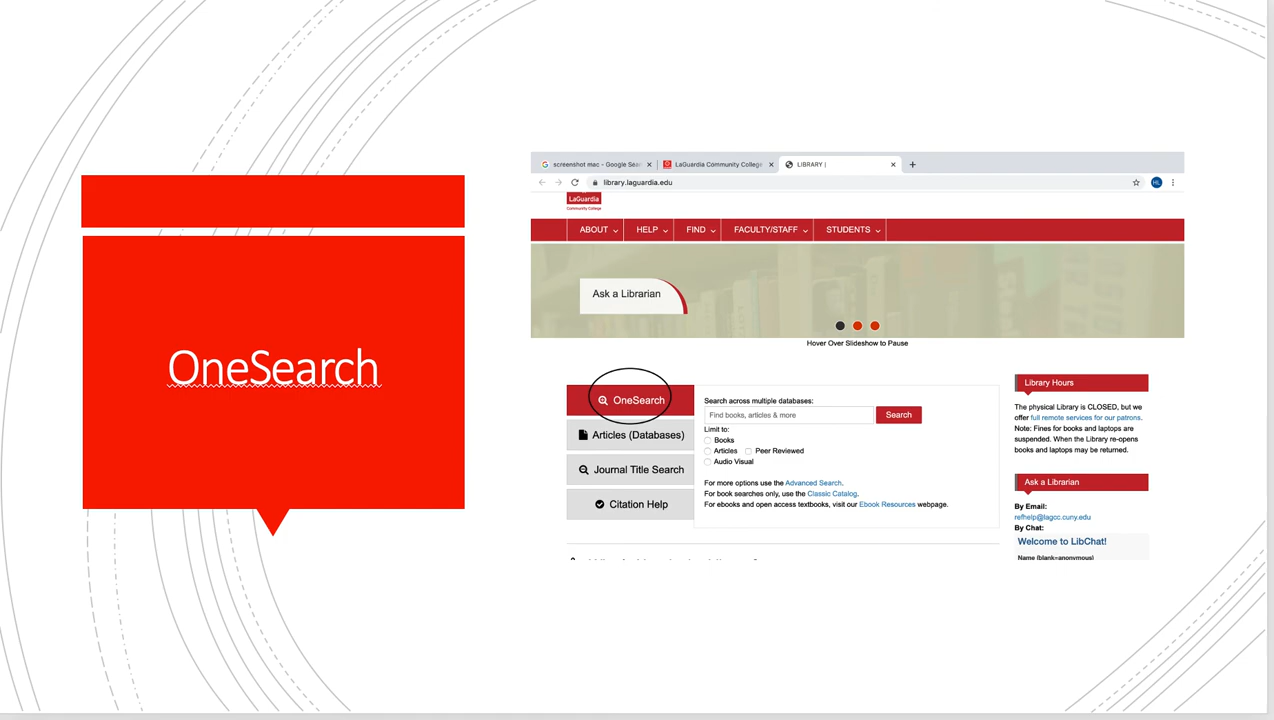 OneSearch
screenshot mac - Google Sear
LaGuardia Community College
LIBRARY |
library.laguardia.edu
HL
LaGuardia
Community College
ABOUT
HELP
FIND
FACULTY/STAFF
STUDENTS
Ask a Librarian
Hover Over Slideshow to Pause
OneSearch
Articles (Databases)
Journal Title Search
Citation Help
Search across multiple databases:
Find books, articles & more
Search
Limit to:
Books
Articles Peer Reviewed
Audio Visual
For more options use the Advanced Search.
For book searches only, use the Classic Catalog.
For ebooks and open access textbooks, visit our Ebook Resources webpage.
Library Hours
The physical Library is CLOSED, but we
offer full remote services for our patrons.
Note: Fines for books and laptops are
suspended. When the Library re-opens
books and laptops may be returned.
Ask a Librarian
By Email:
refhelp@lagcc.cuny.edu
By Chat:
Welcome to LibChat!
Name (blank=anonymous)